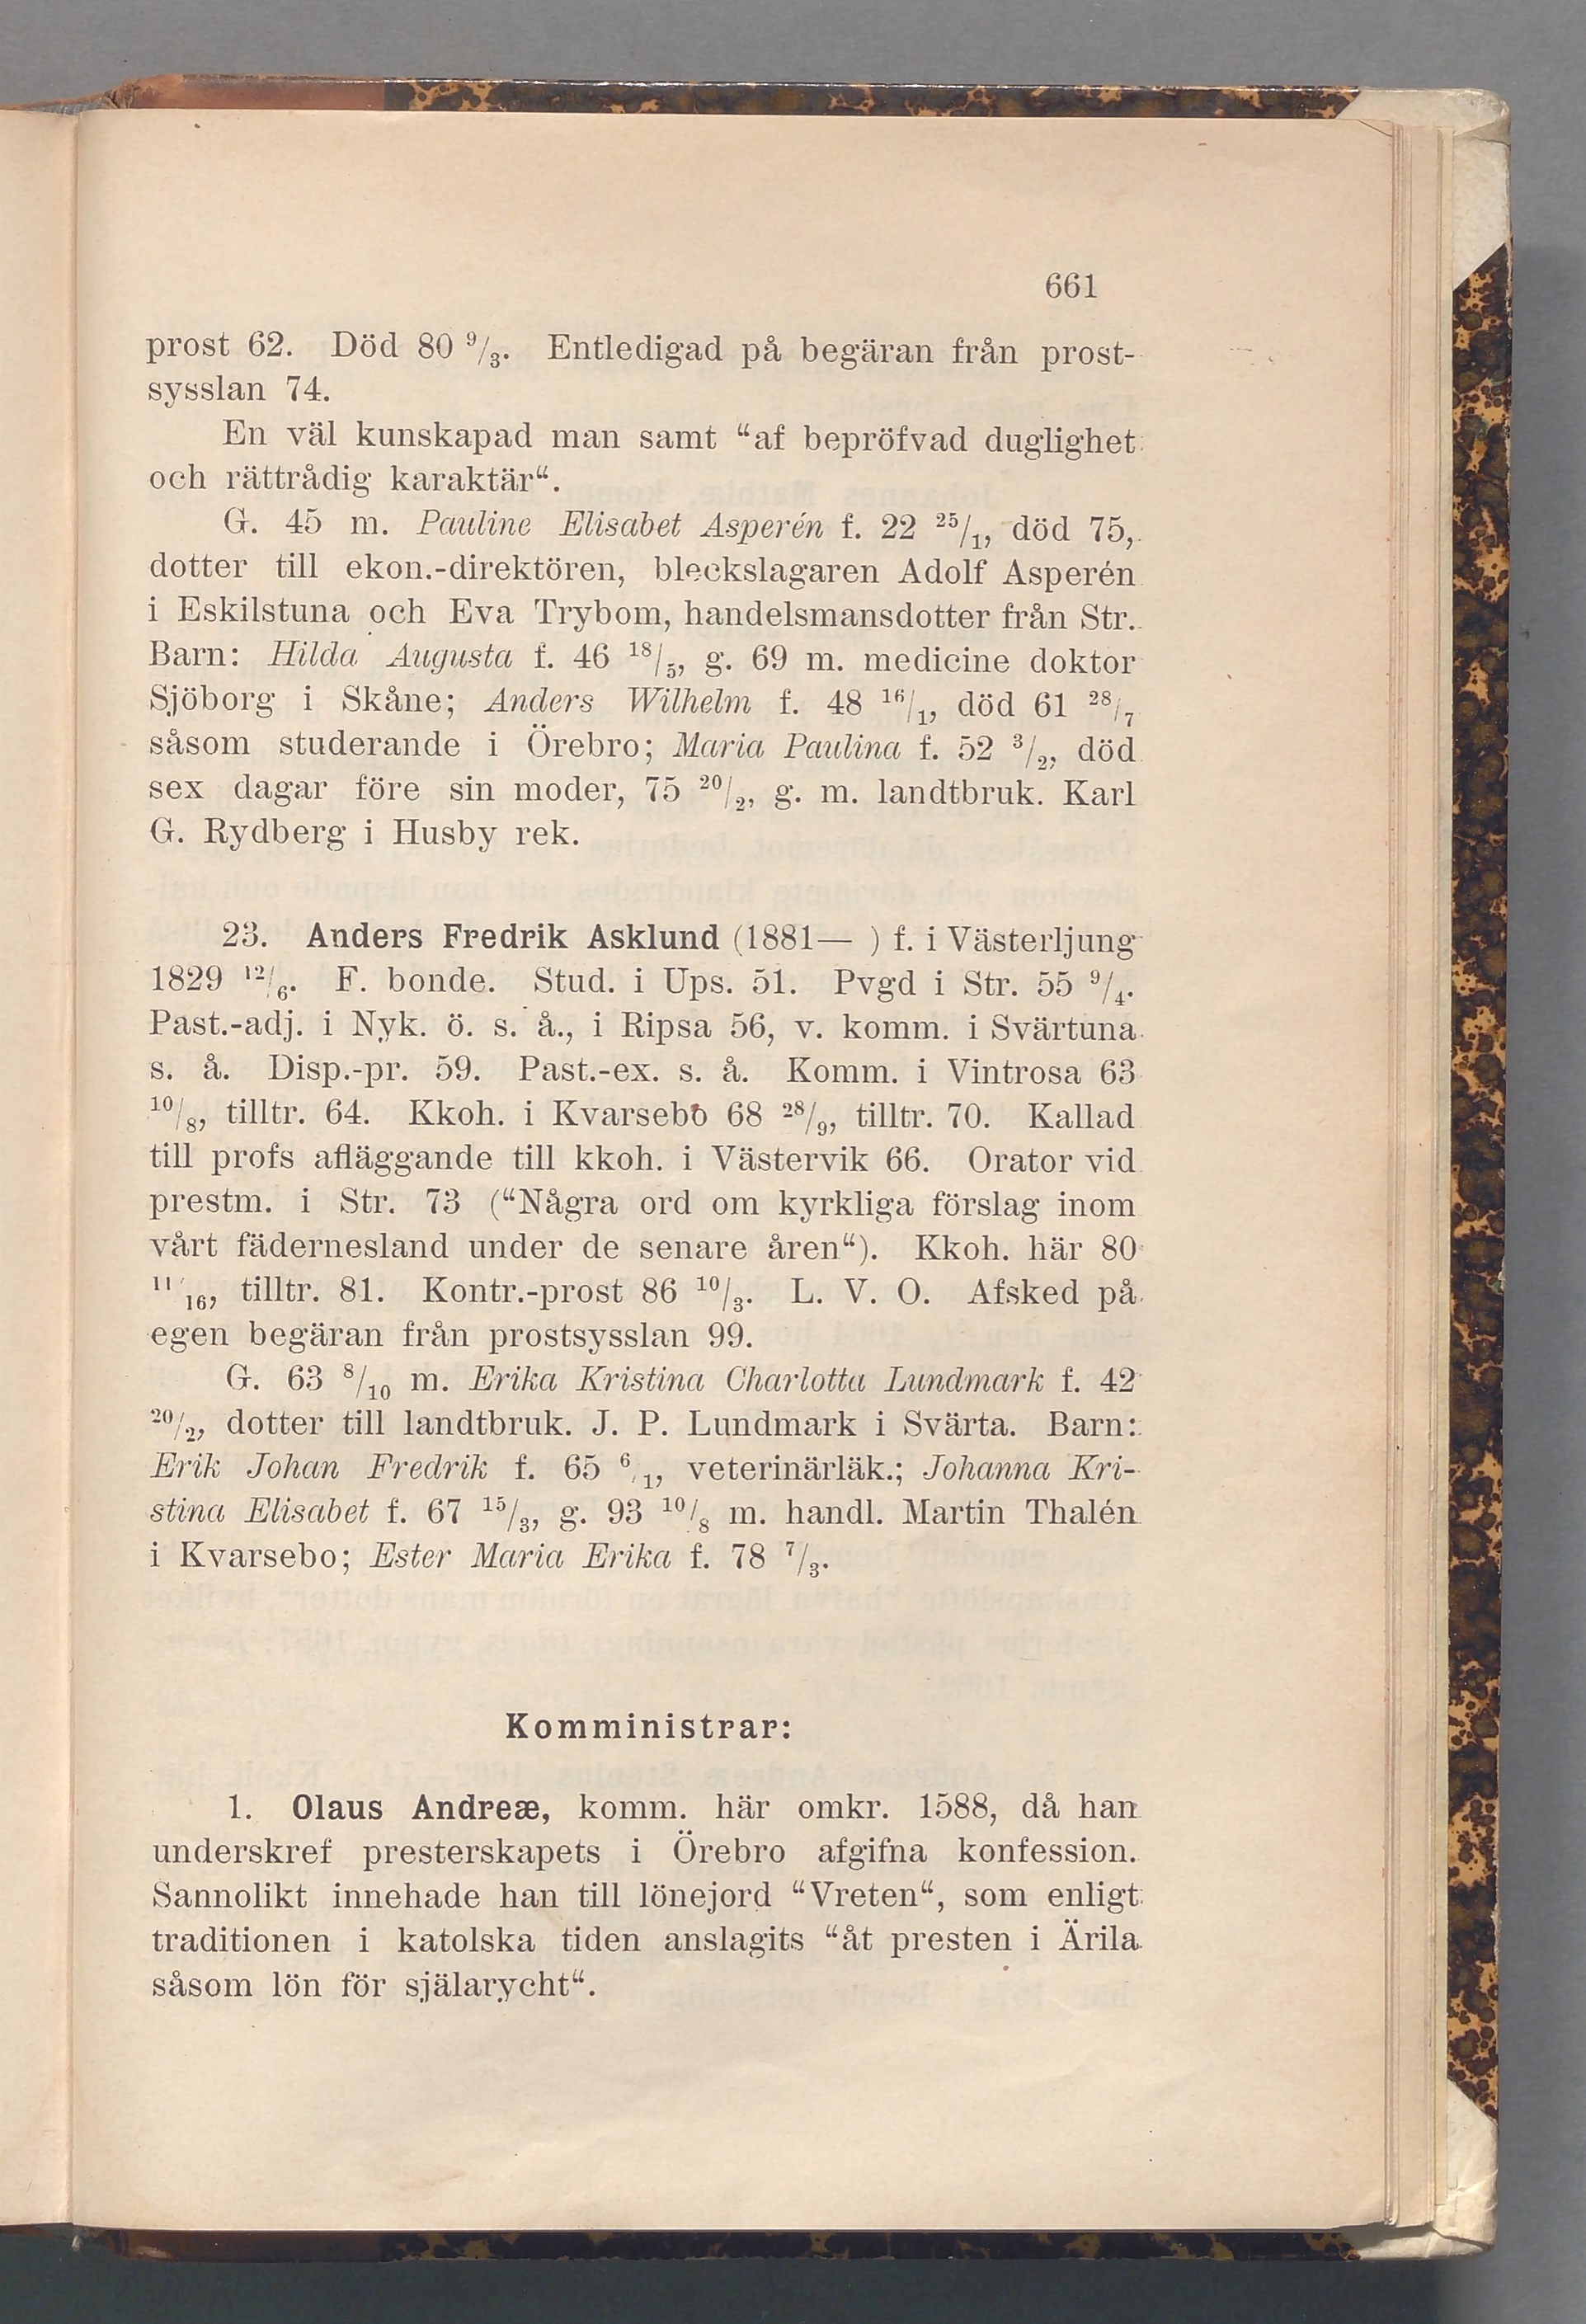 661
prost 62. Död 80 9/3. Entledigad på begäran från prost-
sysslan 74.
En väl kunskapad man samt “af bepröfvad duglighet
och rättrådig karaktär“.
G. 45 m. Pauline Elisabet Asperén f. 22 25/1, död 75,
dotter till ekon.-direktören, bleckslagaren Adolf Asperén
i Eskilstuna och Eva Trybom, handelsmansdotter från Str.
Barn: Hilda Augusta f. 46 18/5, g. 69 m. medicine doktor
Sjöborg i Skåne; Anders Wilhelm f. 48 16/1, död 61 28/7
såsom studerande i Örebro; Maria Paulina f. 52 3/2, död
sex dagar före sin moder, 75 20/2, g. m. landtbruk. Karl
G. Rydberg i Husby rek.
23. Anders Fredrik Asklund (1881— ) f. i Västerljung
1829 12/6. F. bonde. Stud. i Ups. 51. Pvgd i Str. 55 9/4.
Past.-adj. i Nyk. ö. s. å., i Ripsa 56, v. komm. i Svärtuna
s. å. Disp.-pr. 59. Past.-ex. s. å. Komm. i Vintrosa 63
10/8, tilltr. 64. Kkoh. i Kvarsebo 68 28/9, tilltr. 70. Kallad
till profs afläggande till kkoh. i Västervik 66. Orator vid
prestm. i Str. 73 (“Några ord om kyrkliga förslag inom
vårt fädernesland under de senare åren“). Kkoh. här 80
11/16, tilltr. 81. Kontr.-prost 86 10/3. L. V. O. Afsked på
egen begäran från prostsysslan 99.
G. 63 8/10 m. Erika Kristina Charlotta Lundmark f. 42
20/2, dotter till landtbruk. J. P. Lundmark i Svärta. Barn:
Erik Johan Fredrik f. 65 6/1, veterinärläk.; Johanna Kri-
stina Elisabet f. 67 15/3, g. 93 10/8 m. handl. Martin Thalén
i Kvarsebo; Ester Maria Erika f. 78 7/3.
Komministrar:
1. Olaus Andreæ, komm. här omkr. 1588, då han
underskref presterskapets i Örebro afgifna konfession.
Sannolikt innehade han till lönejord “Vreten“, som enligt
traditionen i katolska tiden anslagits “åt presten i Ärila
såsom lön för själarycht“.